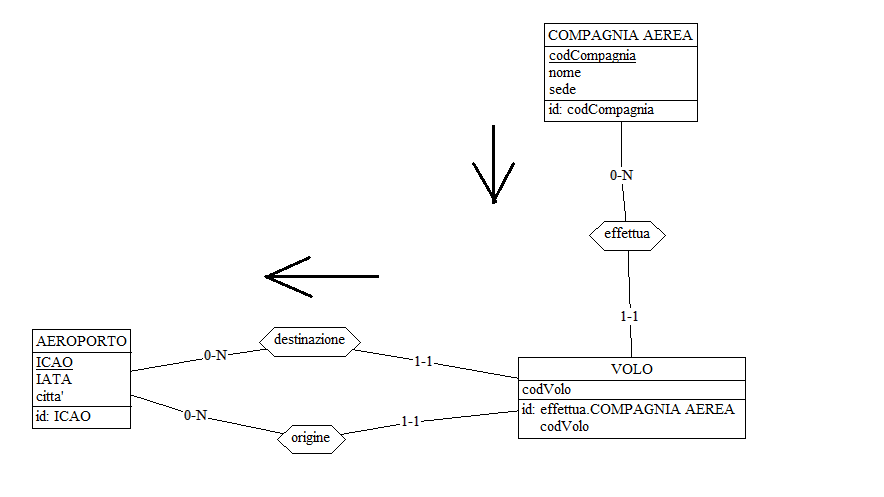 COMPAGNIA AEREA
codCompagnia
nome
sede
id: codCompagnia
0-N
effettua
1-1
AEROPORTO
ICAO
IATA
citta'
id: ICAO
0-N
destinazione
1-1
0-N
origine
1-1
VOLO
codVolo
id: effettua.COMPAGNIA AEREA
codVolo